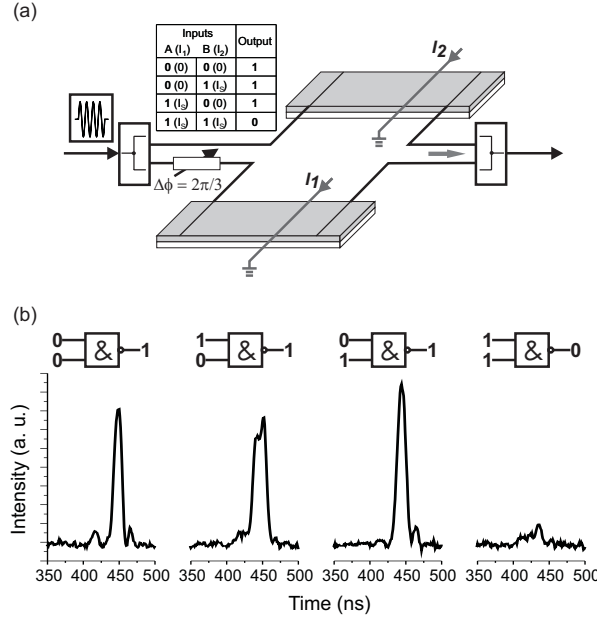 (a)
Inputs Output
A (I₁) B (I₂)
0 (0) 0 (0) 1
0 (0) 1 (Iₛ) 1
1 (Iₛ) 0 (0) 1
1 (Iₛ) 1 (Iₛ) 0
I₂
Δϕ = 2π/3
I₁
(b)
0 0 & 1
1 0 & 1
0 1 & 1
1 1 & 0
Intensity (a. u.)
350 400 450 500 350 400 450 500 350 400 450 500 350 400 450 500
Time (ns)